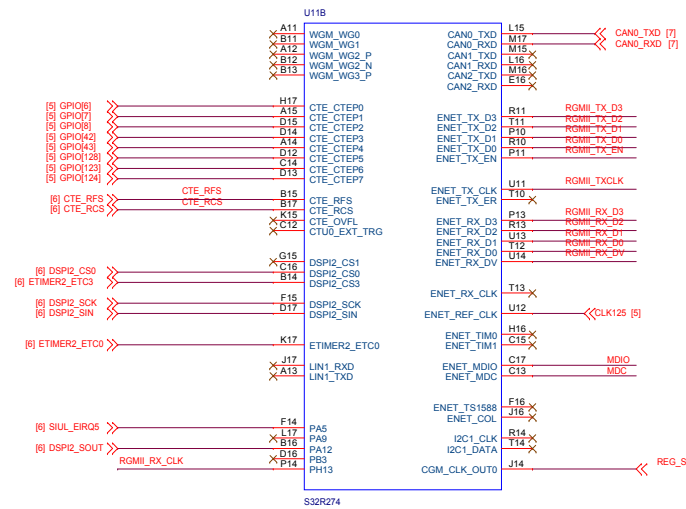 U11B
A11 WGM_WG0
B11 WGM_WG1
A12 WGM_WG2_P
B12 WGM_WG2_N
B13 WGM_WG3_P
[5] GPIO[6] H17 CTE_CTEP0
[5] GPIO[7] A15 CTE_CTEP1
[5] GPIO[8] D15 CTE_CTEP2
[5] GPIO[42] D14 CTE_CTEP3
[5] GPIO[43] A14 CTE_CTEP4
[5] GPIO[128] D12 CTE_CTEP5
[5] GPIO[123] C14 CTE_CTEP6
[5] GPIO[124] D13 CTE_CTEP7
[6] CTE_RFS CTE_RFS B15 CTE_RFS
[6] CTE_RCS CTE_RCS B17 CTE_RCS
K15 CTE_OVFL
C12 CTU0_EXT_TRG
G15 DSPI2_CS1
[6] DSPI2_CS0 C16 DSPI2_CS0
[6] ETIMER2_ETC3 B14 DSPI2_CS3
[6] DSPI2_SCK F15 DSPI2_SCK
[6] DSPI2_SIN D17 DSPI2_SIN
[6] ETIMER2_ETC0 K17 ETIMER2_ETC0
J17 LIN1_RXD
A13 LIN1_TXD
[6] SIUL_EIRQ5 F14 PA5
L17 PA9
[6] DSPI2_SOUT B16 PA12
D16 PB3
RGMII_RX_CLK P14 PH13
CAN0_TXD L15 CAN0_TXD [7]
CAN0_RXD M17 CAN0_RXD [7]
CAN1_TXD M15
CAN1_RXD L16
CAN2_TXD M16
CAN2_RXD E16
ENET_TX_D3 R11 RGMII_TX_D3
ENET_TX_D2 T11 RGMII_TX_D2
ENET_TX_D1 P10 RGMII_TX_D1
ENET_TX_D0 R10 RGMII_TX_D0
ENET_TX_EN P11 RGMII_TX_EN
ENET_TX_CLK U11 RGMII_TXCLK
ENET_TX_ER T10
ENET_RX_D3 P13 RGMII_RX_D3
ENET_RX_D2 R13 RGMII_RX_D2
ENET_RX_D1 U13 RGMII_RX_D1
ENET_RX_D0 T12 RGMII_RX_D0
ENET_RX_DV U14 RGMII_RX_DV
ENET_RX_CLK T13
ENET_REF_CLK U12 CLK125 [5]
ENET_TIM0 H16
ENET_TIM1 C15
ENET_MDIO C17 MDIO
ENET_MDC C13 MDC
ENET_TS1588 F16
ENET_COL J16
I2C1_CLK R14
I2C1_DATA T14
CGM_CLK_OUT0 J14 REG_S
S32R274